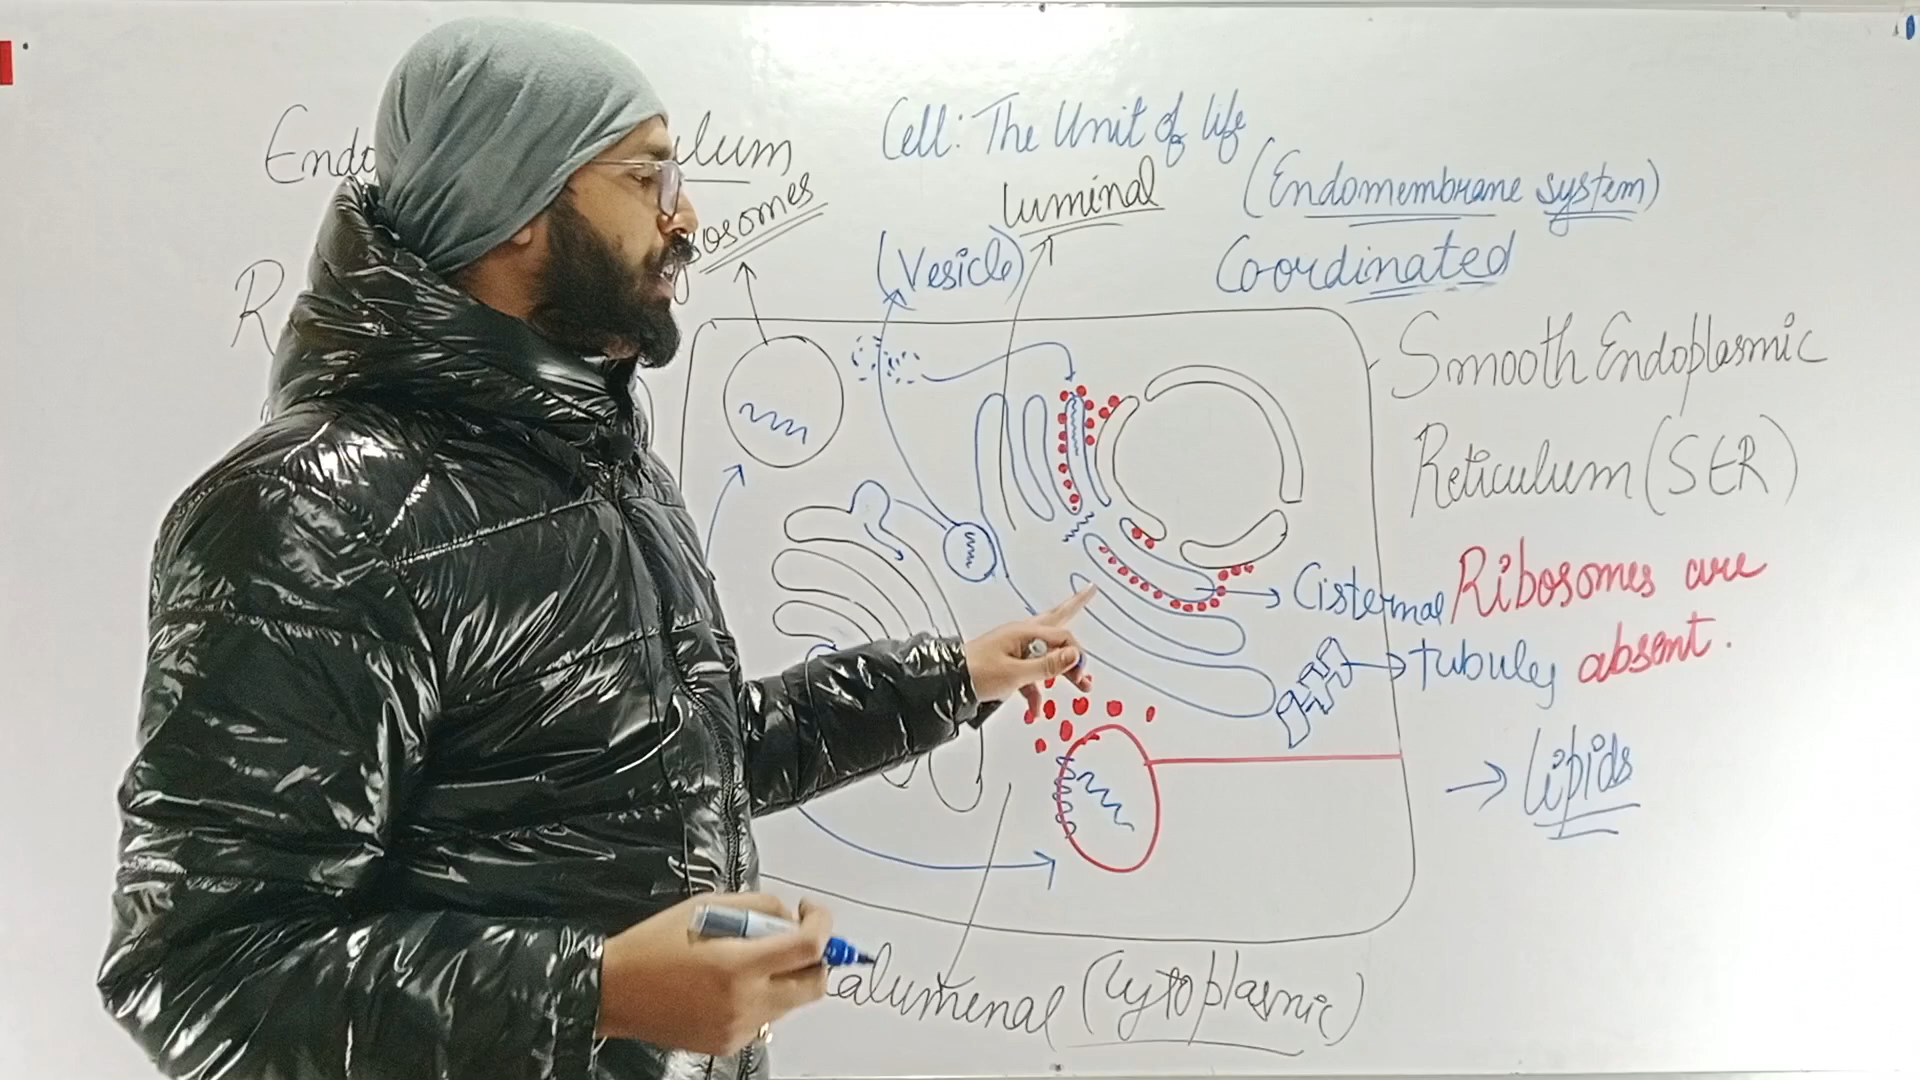 Cell: The Unit of life
(Endomembrane system)
Coordinated
luminal
(Vesicle)
Smooth Endoplasmic
Reticulum (SER)
Cisternal
Ribosomes are
absent.
tubules
→ Lipids
(Cytoplasmic)